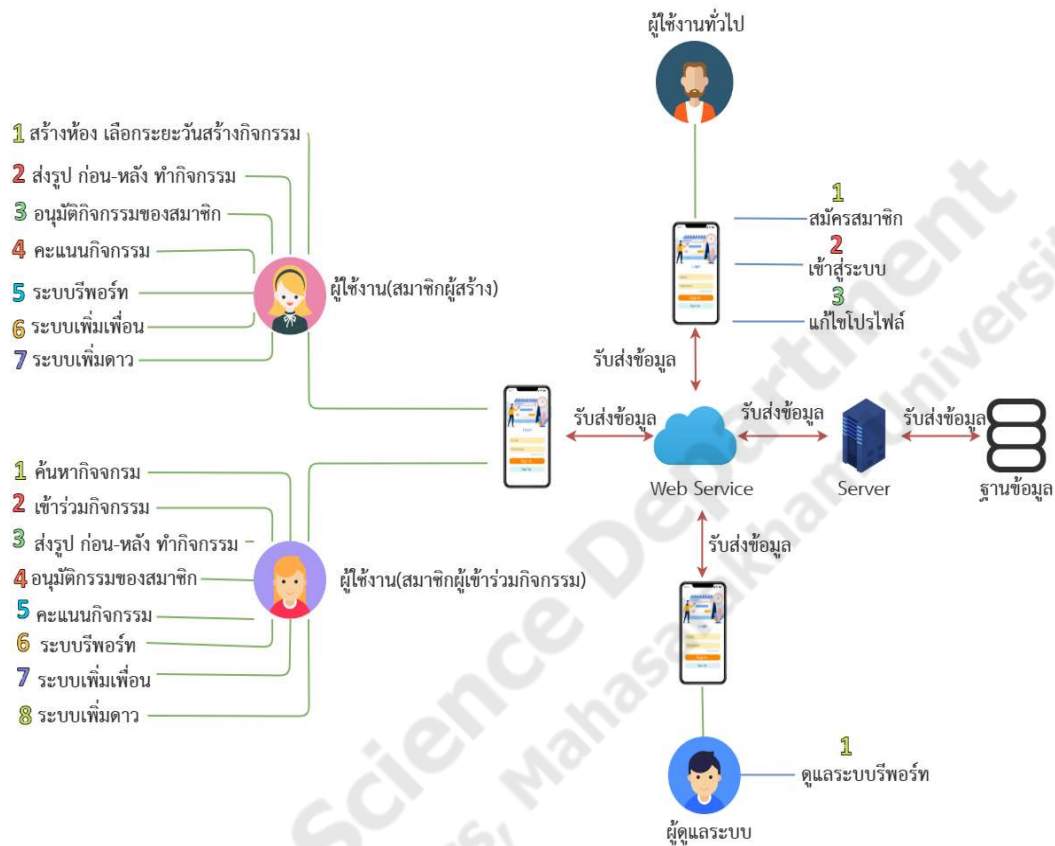 ผู้ใช้งานทั่วไป
1 สร้างห้อง เลือกระยะวันสร้างกิจกรรม
2 ส่งรูป ก่อน-หลัง ทำกิจกรรม
3 อนุมัติกิจกรรมของสมาชิก
4 คะแนนกิจกรรม
5 ระบบรีพอร์ท
6 ระบบเพิ่มเพื่อน
7 ระบบเพิ่มดาว
ผู้ใช้งาน(สมาชิกผู้สร้าง)
1
สมัครสมาชิก
2
เข้าสู่ระบบ
3
แก้ไขโปรไฟล์
รับส่งข้อมูล
รับส่งข้อมูล
รับส่งข้อมูล
รับส่งข้อมูล
Web Service
Server
ฐานข้อมูล
รับส่งข้อมูล
1 ค้นหากิจจกรม
2 เข้าร่วมกิจกรรม
3 ส่งรูป ก่อน-หลัง ทำกิจกรรม
4 อนุมัติกรรมของสมาชิก
5 คะแนนกิจกรรม
6 ระบบรีพอร์ท
7 ระบบเพิ่มเพื่อน
8 ระบบเพิ่มดาว
ผู้ใช้งาน(สมาชิกผู้เข้าร่วมกิจกรรม)
1
ดูแลระบบรีพอร์ท
ผู้ดูแลระบบ
Science Department
Mahasarakham Universi